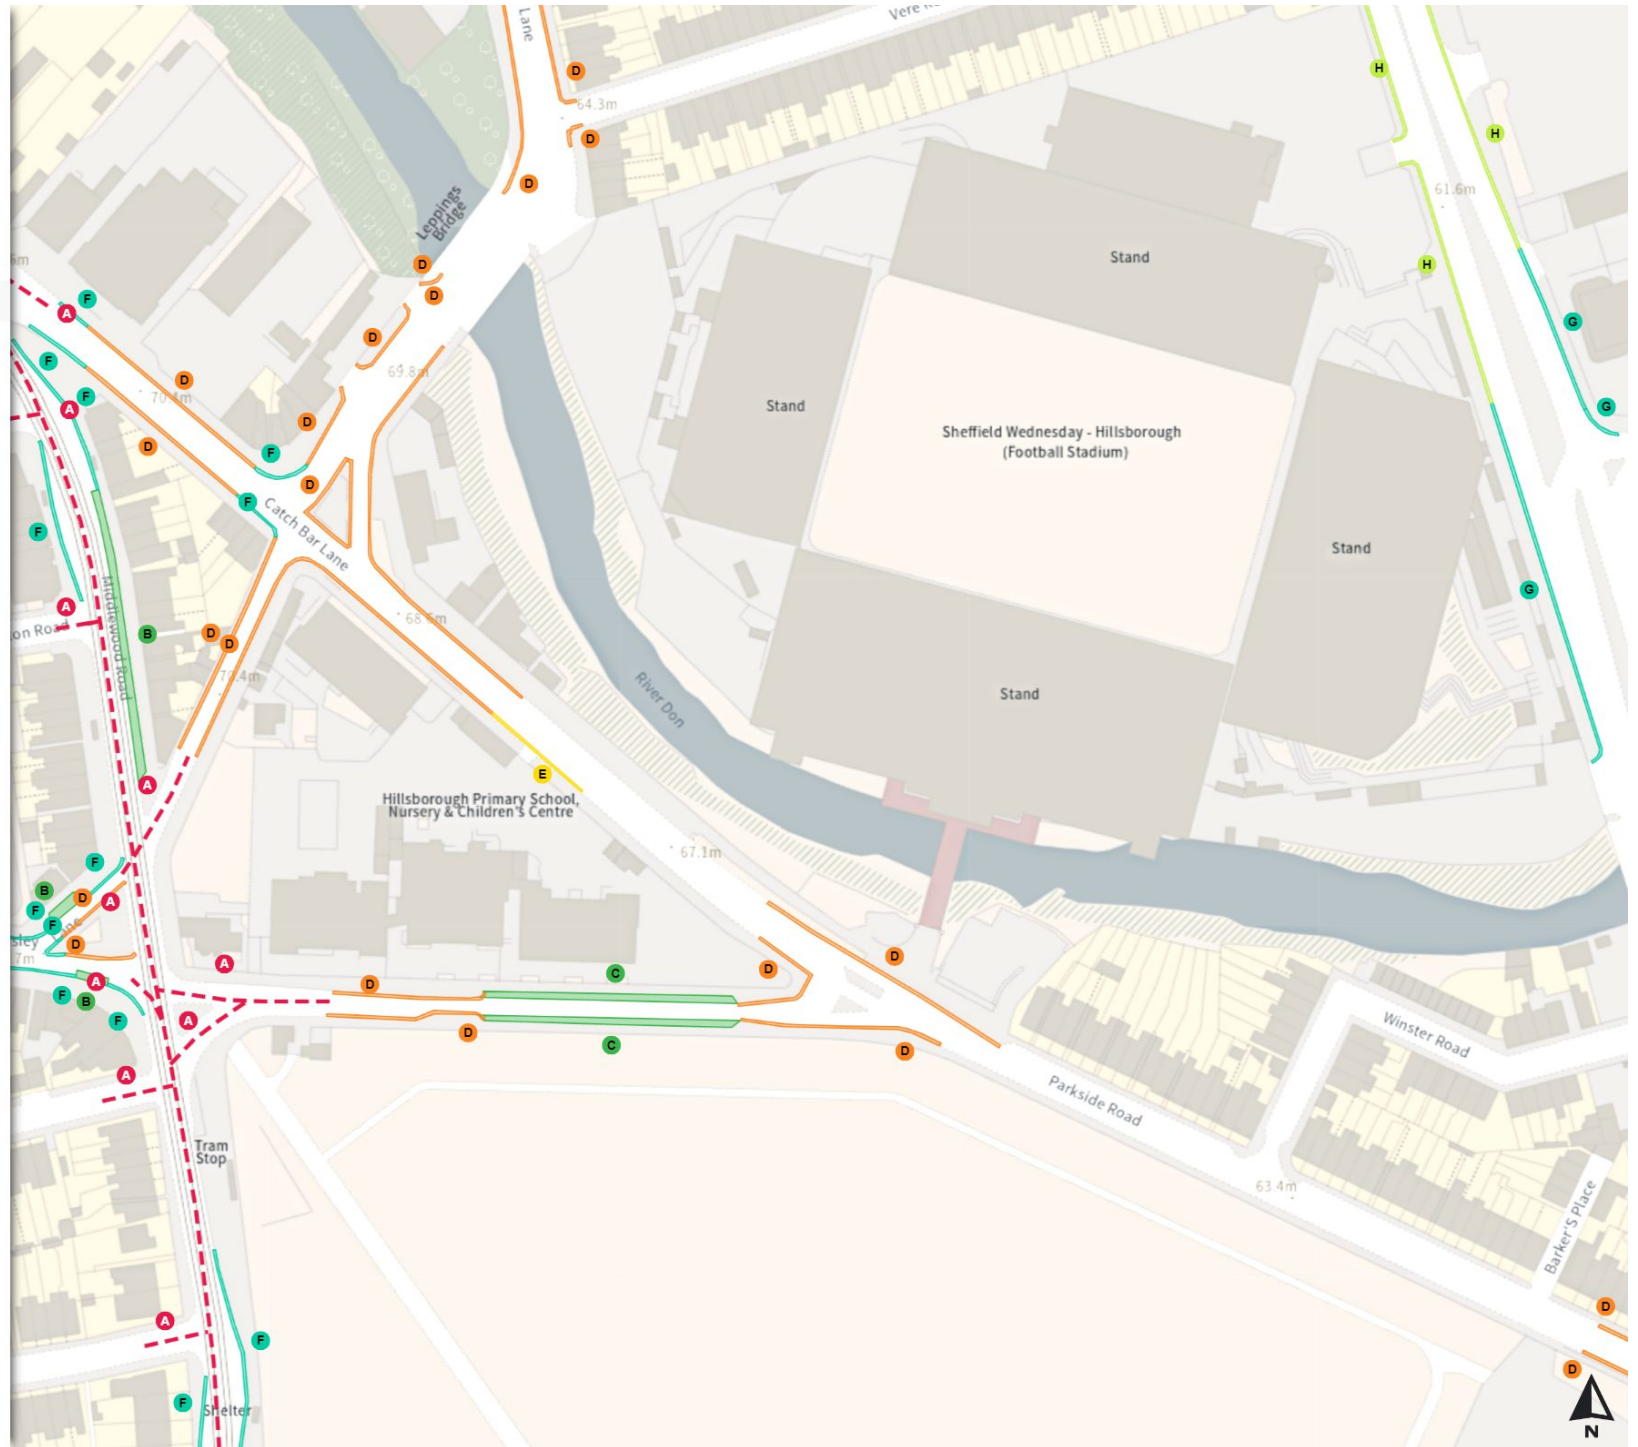 Lane
Vere
D
H
64.3m
D
H
D
61.6m
Leppings
Bridge
Stand
D
H
D
F
A
G
D
F
69.8m
D
70.4m
F
A
Stand
G
D
Sheffield Wednesday - Hillsborough
(Football Stadium)
D
F
D
F
Catch Bar Lane
F
Stand
G
A
68.6m
on Road
Middlewood Road
B
D
D
70.4m
River Don
Stand
E
A
Hillsborough Primary School,
Nursery & Children's Centre
67.1m
F
B
D
A
F
F
sley
7m
D
D
A
D
D
C
A
F
B
F
A
D
C
D
Winster Road
A
Parkside Road
Tram
Stop
63.4m
Barker'S Place
D
A
F
D
F
Shelter
N